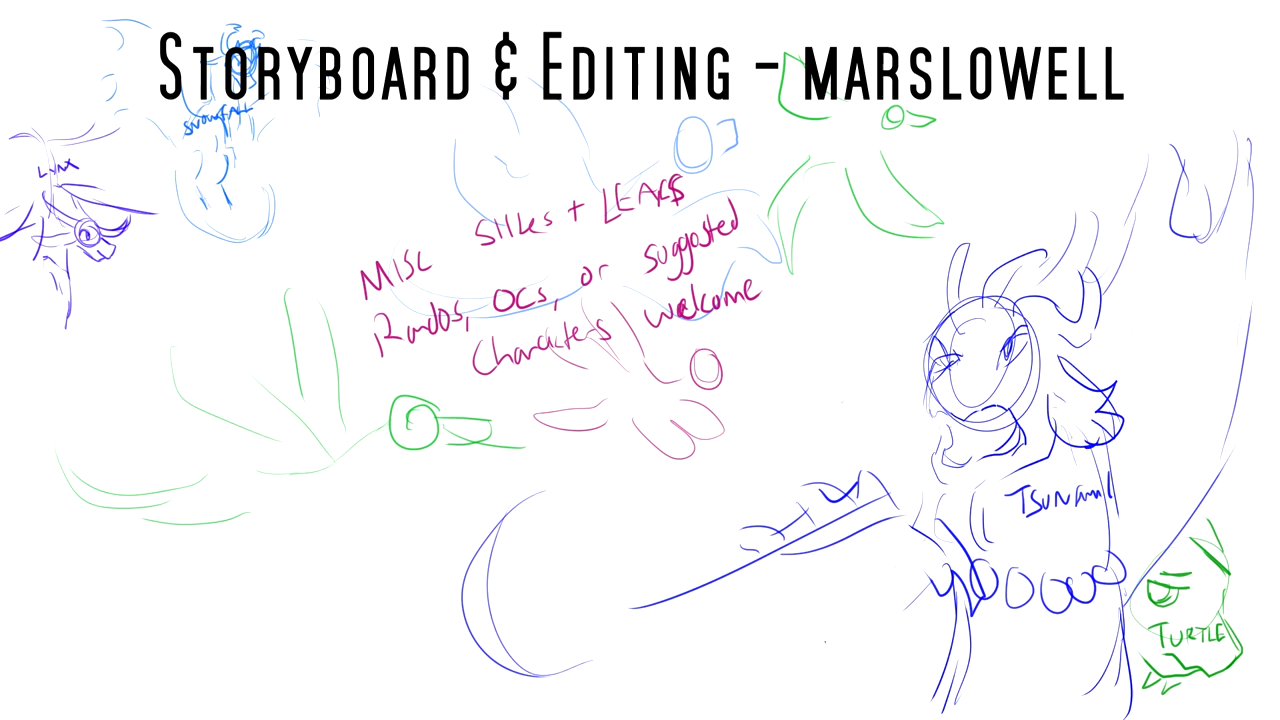 STORYBOARD & EDITING - MARSLOWELL
SNOWFALL
LYNX
MISC SILKS + LEAFS
Randos, OCs, or suggested
characters welcome
TSUNAMI
TURTLE